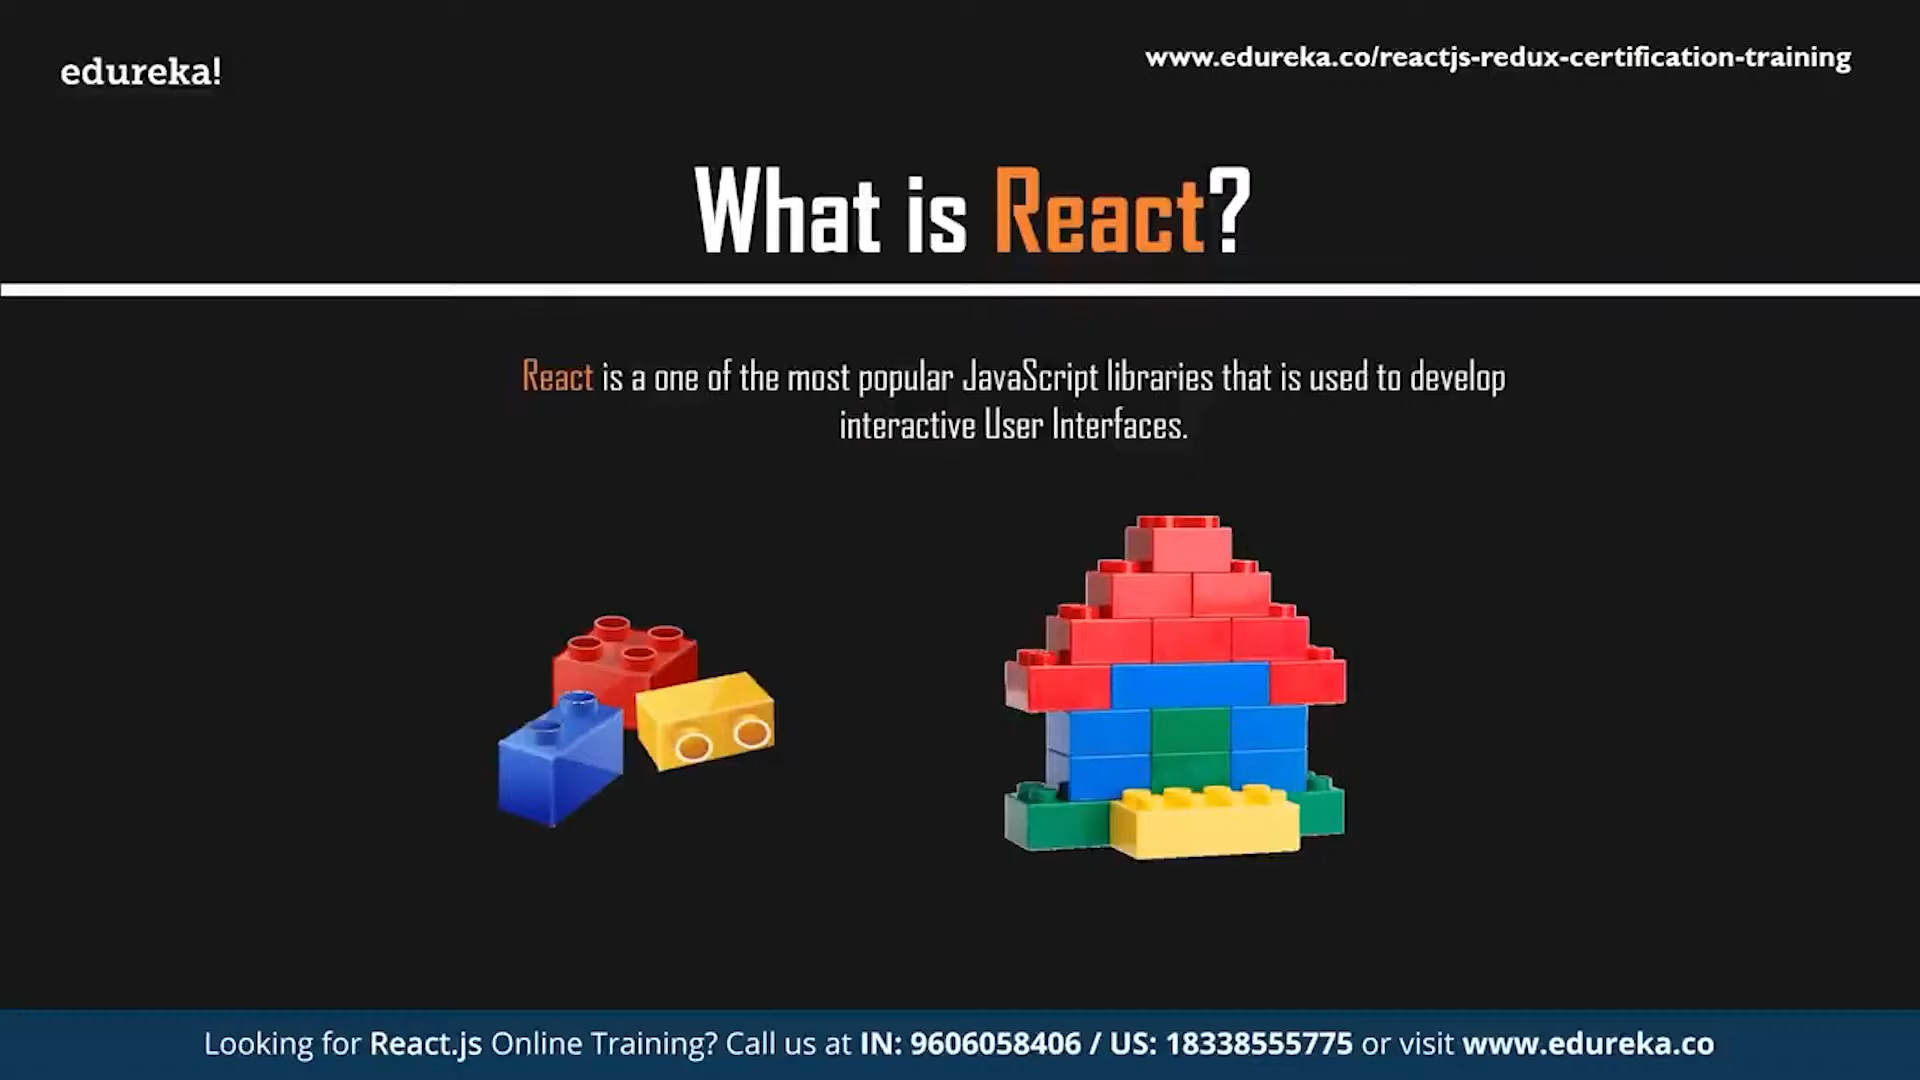 edureka!
www.edureka.co/reactjs-redux-certification-training
What is React?
React is a one of the most popular JavaScript libraries that is used to develop
interactive User Interfaces.
Looking for React.js Online Training? Call us at IN: 9606058406 / US: 18338555775 or visit www.edureka.co